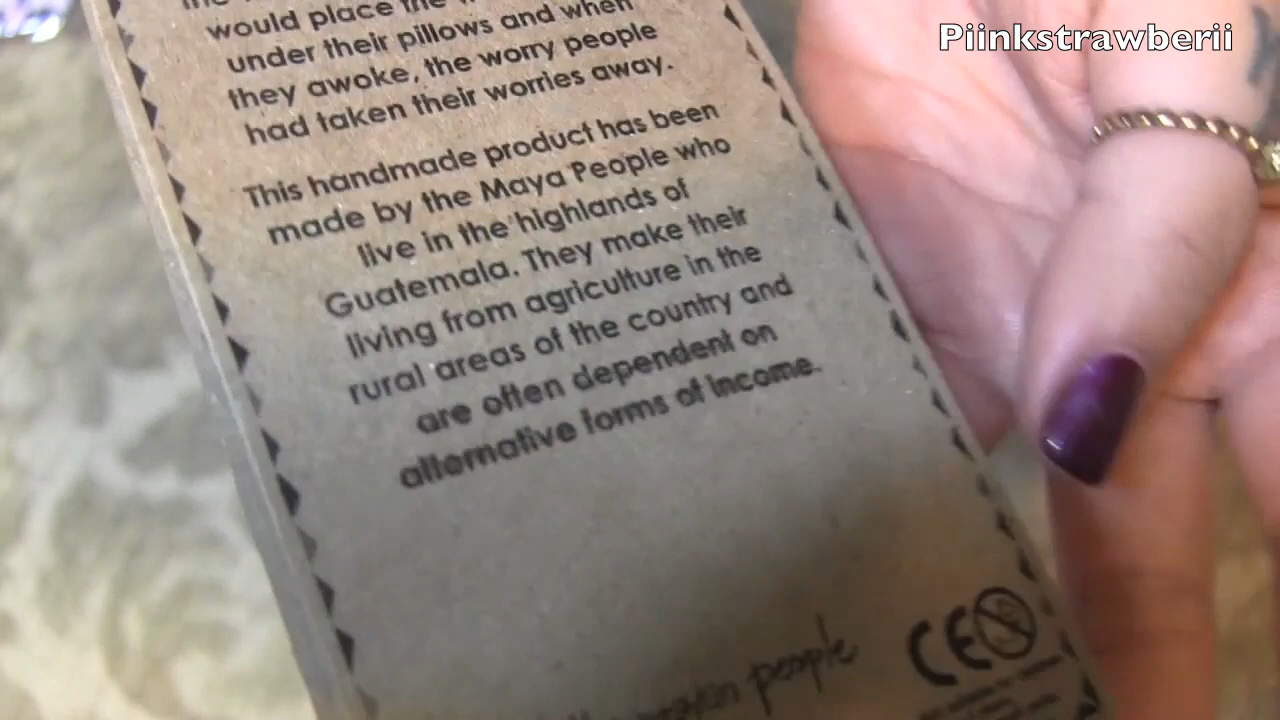 Piinkstrawberii
would place the
under their pillows and when
they awoke, the worry people
had taken their worries away.
This handmade product has been
made by the Maya People who
live in the highlands of
Guatemala. They make their
living from agriculture in the
rural areas of the country and
are often dependent on
alternative forms of income.
people
CE